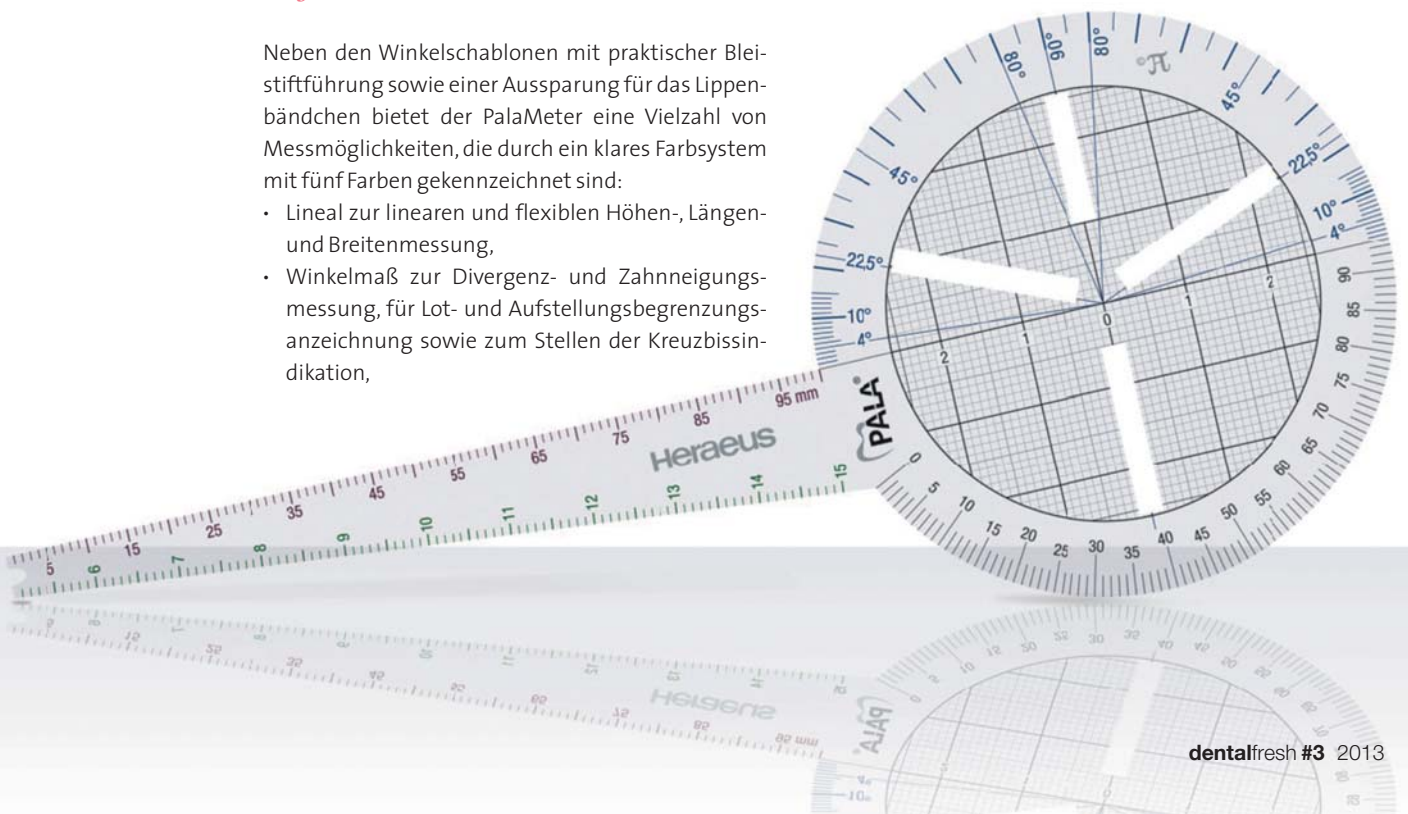 Neben den Winkelschablonen mit praktischer Blei-
stiftführung sowie einer Aussparung für das Lippen-
bändchen bietet der PalaMeter eine Vielzahl von
Messmöglichkeiten, die durch ein klares Farbsystem
mit fünf Farben gekennzeichnet sind:
• Lineal zur linearen und flexiblen Höhen-, Längen-
und Breitenmessung,
• Winkelmaß zur Divergenz- und Zahnneigungs-
messung, für Lot- und Aufstellungsbegrenzungs-
anzeichnung sowie zum Stellen der Kreuzbissin-
dikation,
80° 90° 80°
45° 45°
22,5° 22,5°
10° 10°
4° 4°
2 1 0 1 2
5 15 25 35 45 55 65 75 85 95 mm
Heraeus
PALA®
6 7 8 9 10 11 12 13 14 15
0 5 10 15 20 25 30 35 40 45 50 55 60 65 70 75 80 85 90
dentalfresh #3 2013